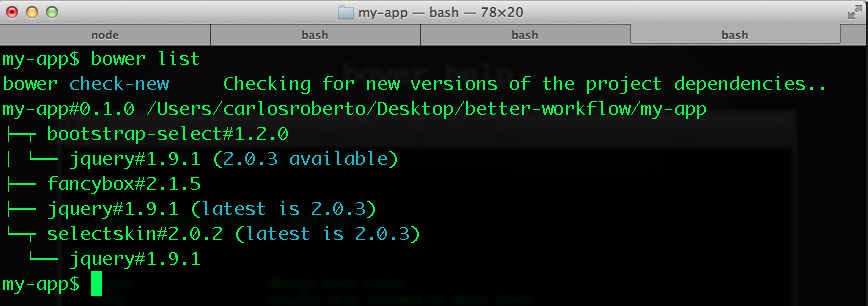 my-app — bash — 78×20
node bash bash bash
my-app$ bower list
bower check-new     Checking for new versions of the project dependencies..
my-app#0.1.0 /Users/carlosroberto/Desktop/better-workflow/my-app
├─┬ bootstrap-select#1.2.0
│ └── jquery#1.9.1 (2.0.3 available)
├── fancybox#2.1.5
├── jquery#1.9.1 (latest is 2.0.3)
└─┬ selectskin#2.0.2 (latest is 2.0.3)
  └── jquery#1.9.1
my-app$